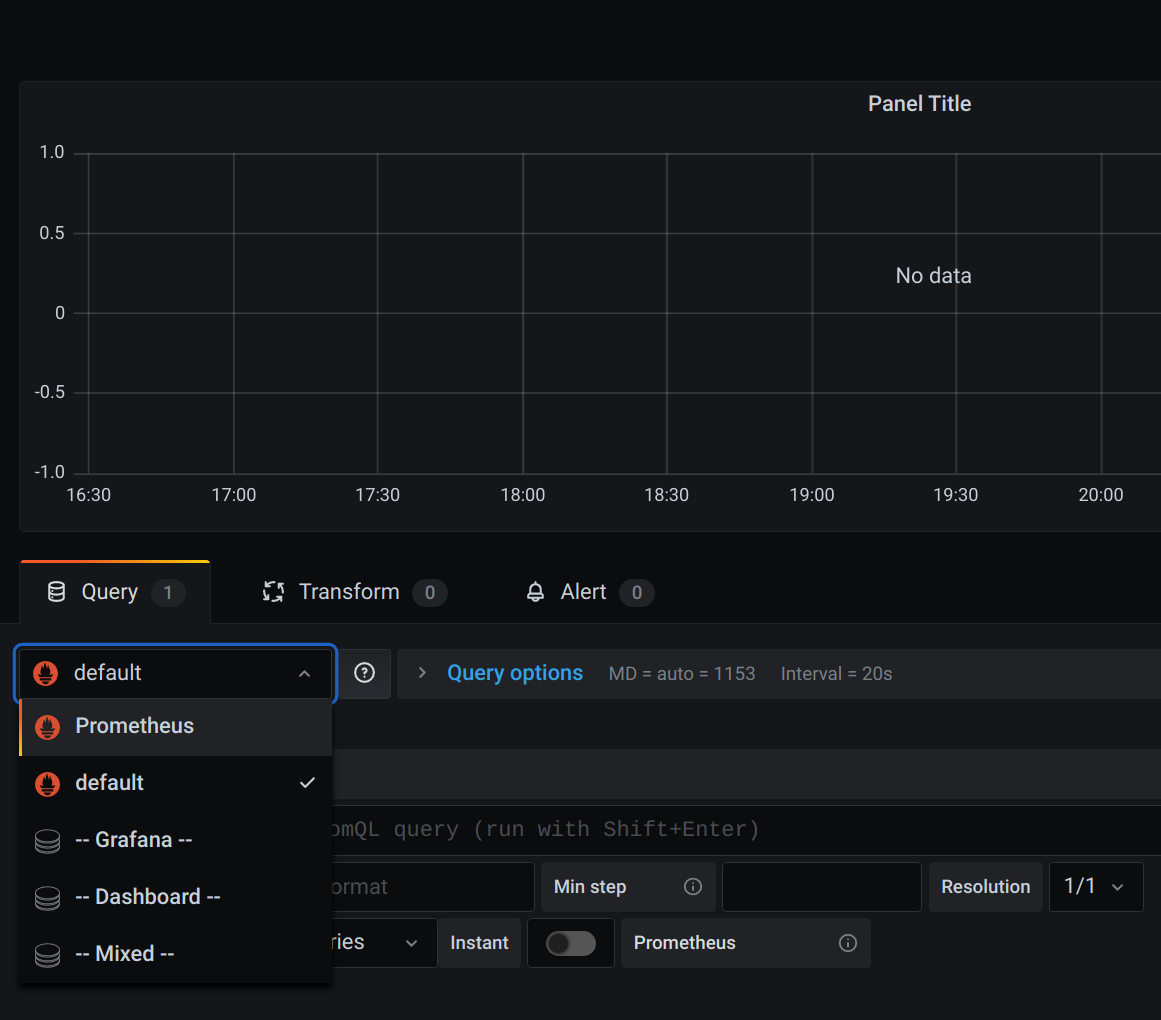 Panel Title
1.0
0.5
No data
0
-0.5
-1.0
16:30 17:00 17:30 18:00 18:30 19:00 19:30 20:00
Query 1 Transform 0 Alert 0
default Query options MD = auto = 1153 Interval = 20s
Prometheus
default
-- Grafana --
-- Dashboard --
-- Mixed --
omQL query (run with Shift+Enter)
ormat Min step Resolution 1/1
ries Instant Prometheus